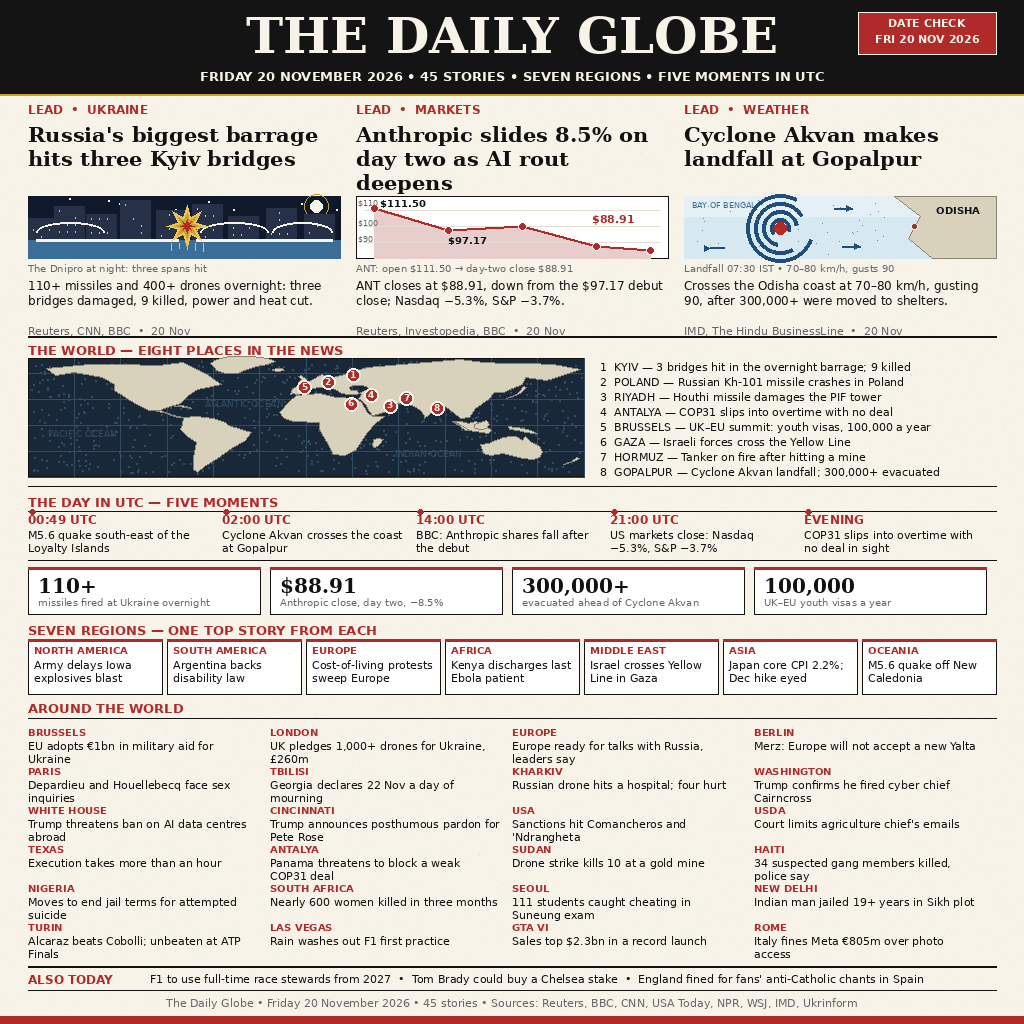 THE DAILY GLOBE
DATE CHECK
FRI 20 NOV 2026
FRIDAY 20 NOVEMBER 2026 • 45 STORIES • SEVEN REGIONS • FIVE MOMENTS IN UTC
LEAD • UKRAINE
Russia's biggest barrage
hits three Kyiv bridges
The Dnipro at night: three spans hit
110+ missiles and 400+ drones overnight: three
bridges damaged, 9 killed, power and heat cut.
Reuters, CNN, BBC • 20 Nov
LEAD • MARKETS
Anthropic slides 8.5% on
day two as AI rout
deepens
$110
$111.50
$100
$90
$97.17
$88.91
ANT: open $111.50 → day-two close $88.91
ANT closes at $88.91, down from the $97.17 debut
close; Nasdaq −5.3%, S&P −3.7%.
Reuters, Investopedia, BBC • 20 Nov
LEAD • WEATHER
Cyclone Akvan makes
landfall at Gopalpur
BAY OF BENGAL
ODISHA
Landfall 07:30 IST • 70–80 km/h, gusts 90
Crosses the Odisha coast at 70–80 km/h, gusting
90, after 300,000+ were moved to shelters.
IMD, The Hindu BusinessLine • 20 Nov
THE WORLD — EIGHT PLACES IN THE NEWS
ATLANTIC OCEAN
PACIFIC OCEAN
INDIAN OCEAN
1
2
5
4
7
6
3
8
1 KYIV — 3 bridges hit in the overnight barrage; 9 killed
2 POLAND — Russian Kh-101 missile crashes in Poland
3 RIYADH — Houthi missile damages the PIF tower
4 ANTALYA — COP31 slips into overtime with no deal
5 BRUSSELS — UK–EU summit: youth visas, 100,000 a year
6 GAZA — Israeli forces cross the Yellow Line
7 HORMUZ — Tanker on fire after hitting a mine
8 GOPALPUR — Cyclone Akvan landfall; 300,000+ evacuated
THE DAY IN UTC — FIVE MOMENTS
00:49 UTC
M5.6 quake south-east of the
Loyalty Islands
02:00 UTC
Cyclone Akvan crosses the coast
at Gopalpur
14:00 UTC
BBC: Anthropic shares fall after
the debut
21:00 UTC
US markets close: Nasdaq
−5.3%, S&P −3.7%
EVENING
COP31 slips into overtime with
no deal in sight
110+
missiles fired at Ukraine overnight
$88.91
Anthropic close, day two, −8.5%
300,000+
evacuated ahead of Cyclone Akvan
100,000
UK–EU youth visas a year
SEVEN REGIONS — ONE TOP STORY FROM EACH
NORTH AMERICA
Army delays Iowa
explosives blast
SOUTH AMERICA
Argentina backs
disability law
EUROPE
Cost-of-living protests
sweep Europe
AFRICA
Kenya discharges last
Ebola patient
MIDDLE EAST
Israel crosses Yellow
Line in Gaza
ASIA
Japan core CPI 2.2%;
Dec hike eyed
OCEANIA
M5.6 quake off New
Caledonia
AROUND THE WORLD
BRUSSELS
EU adopts €1bn in military aid for
Ukraine
LONDON
UK pledges 1,000+ drones for Ukraine,
£260m
EUROPE
Europe ready for talks with Russia,
leaders say
BERLIN
Merz: Europe will not accept a new Yalta
PARIS
Depardieu and Houellebecq face sex
inquiries
TBILISI
Georgia declares 22 Nov a day of
mourning
KHARKIV
Russian drone hits a hospital; four hurt
WASHINGTON
Trump confirms he fired cyber chief
Cairncross
WHITE HOUSE
Trump threatens ban on AI data centres
abroad
CINCINNATI
Trump announces posthumous pardon for
Pete Rose
USA
Sanctions hit Comancheros and
'Ndrangheta
USDA
Court limits agriculture chief's emails
TEXAS
Execution takes more than an hour
ANTALYA
Panama threatens to block a weak
COP31 deal
SUDAN
Drone strike kills 10 at a gold mine
HAITI
34 suspected gang members killed,
police say
NIGERIA
Moves to end jail terms for attempted
suicide
SOUTH AFRICA
Nearly 600 women killed in three months
SEOUL
111 students caught cheating in
Suneung exam
NEW DELHI
Indian man jailed 19+ years in Sikh plot
TURIN
Alcaraz beats Cobolli; unbeaten at ATP
Finals
LAS VEGAS
Rain washes out F1 first practice
GTA VI
Sales top $2.3bn in a record launch
ROME
Italy fines Meta €805m over photo
access
ALSO TODAY F1 to use full-time race stewards from 2027 • Tom Brady could buy a Chelsea stake • England fined for fans' anti-Catholic chants in Spain
The Daily Globe • Friday 20 November 2026 • 45 stories • Sources: Reuters, BBC, CNN, USA Today, NPR, WSJ, IMD, Ukrinform